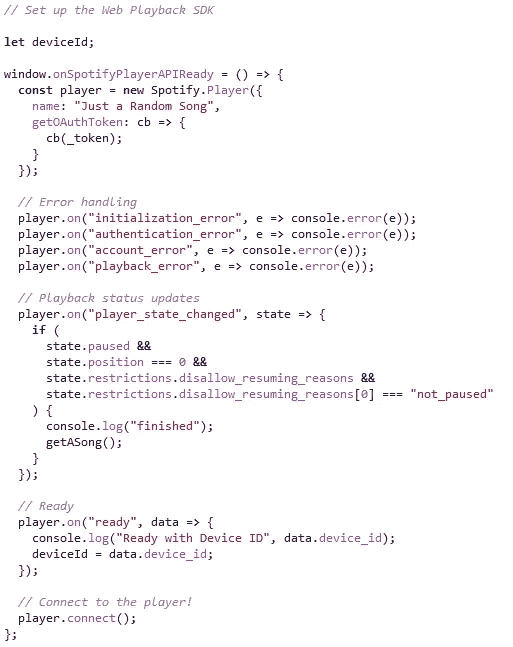 // Set up the Web Playback SDK
let deviceId;
window.onSpotifyPlayerAPIReady = () => {
  const player = new Spotify.Player({
    name: "Just a Random Song",
    getOAuthToken: cb => {
      cb(_token);
    }
  });
  // Error handling
  player.on("initialization_error", e => console.error(e));
  player.on("authentication_error", e => console.error(e));
  player.on("account_error", e => console.error(e));
  player.on("playback_error", e => console.error(e));
  // Playback status updates
  player.on("player_state_changed", state => {
    if (
      state.paused &&
      state.position === 0 &&
      state.restrictions.disallow_resuming_reasons &&
      state.restrictions.disallow_resuming_reasons[0] === "not_paused"
    ) {
      console.log("finished");
      getASong();
    }
  });
  // Ready
  player.on("ready", data => {
    console.log("Ready with Device ID", data.device_id);
    deviceId = data.device_id;
  });
  // Connect to the player!
  player.connect();
};